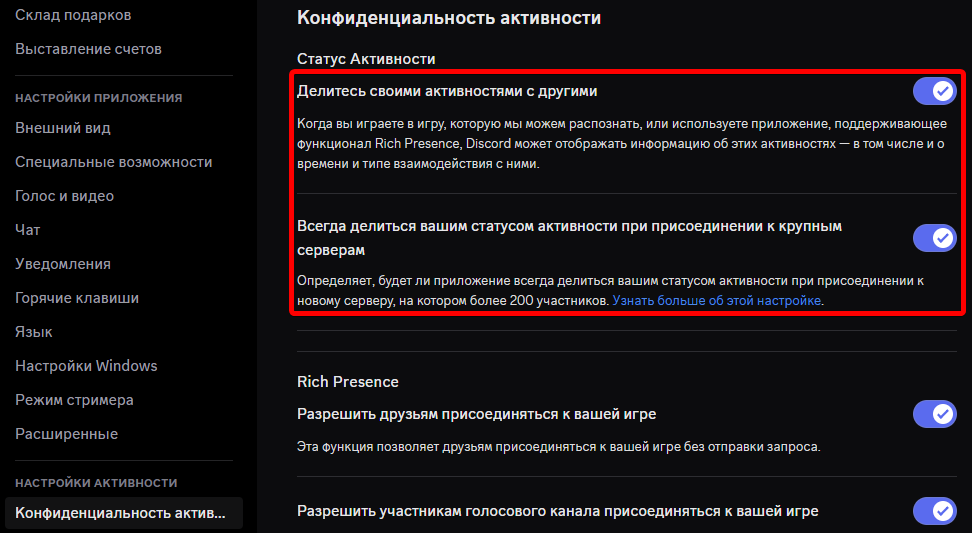 Склад подарков
Выставление счетов
НАСТРОЙКИ ПРИЛОЖЕНИЯ
Внешний вид
Специальные возможности
Голос и видео
Чат
Уведомления
Горячие клавиши
Язык
Настройки Windows
Режим стримера
Расширенные
НАСТРОЙКИ АКТИВНОСТИ
Конфиденциальность актив...
Конфиденциальность активности
Статус Активности
Делитесь своими активностями с другими
Когда вы играете в игру, которую мы можем распознать, или используете приложение, поддерживающее
функционал Rich Presence, Discord может отображать информацию об этих активностях — в том числе и о
времени и типе взаимодействия с ними.
Всегда делиться вашим статусом активности при присоединении к крупным
серверам
Определяет, будет ли приложение всегда делиться вашим статусом активности при присоединении к
новому серверу, на котором более 200 участников. Узнать больше об этой настройке.
Rich Presence
Разрешить друзьям присоединяться к вашей игре
Эта функция позволяет друзьям присоединяться к вашей игре без отправки запроса.
Разрешить участникам голосового канала присоединяться к вашей игре